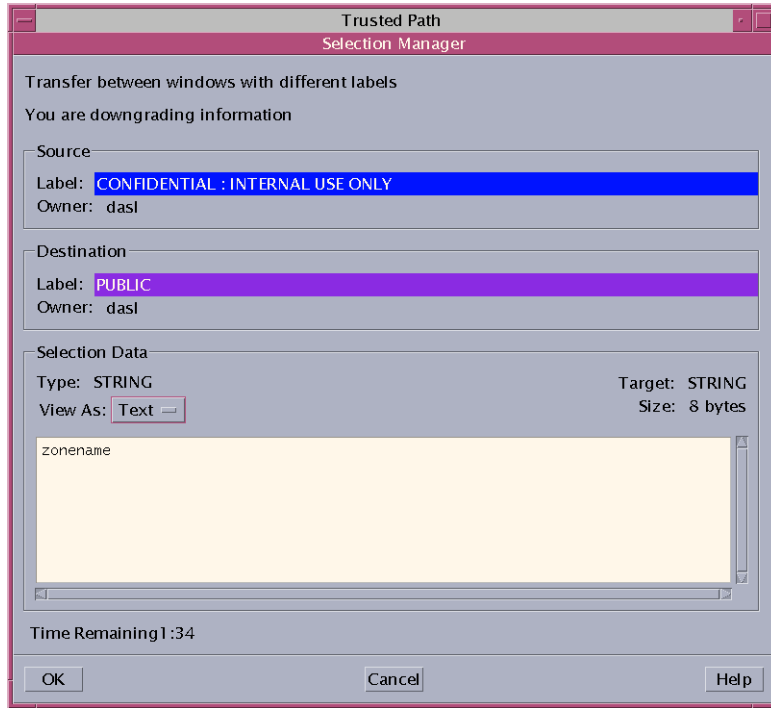 Trusted Path
Selection Manager
Transfer between windows with different labels
You are downgrading information
Source
Label: CONFIDENTIAL : INTERNAL USE ONLY
Owner: dasl
Destination
Label: PUBLIC
Owner: dasl
Selection Data
Type: STRING Target: STRING
View As: Text Size: 8 bytes
zonename
Time Remaining1:34
OK Cancel Help